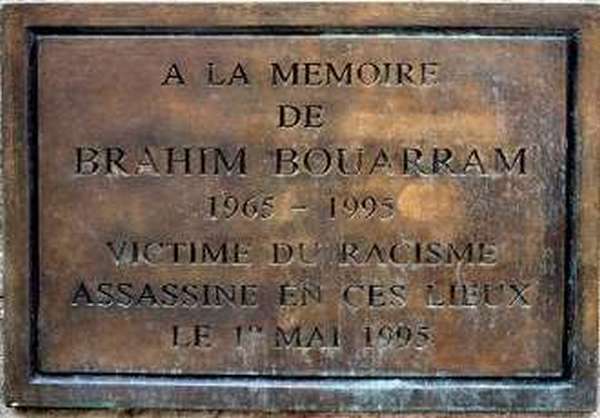 A LA MEMOIRE
DE
BRAHIM BOUARRAM
1965 - 1995
VICTIME DU RACISME
ASSASSINE EN CES LIEUX
LE 1er MAI 1995